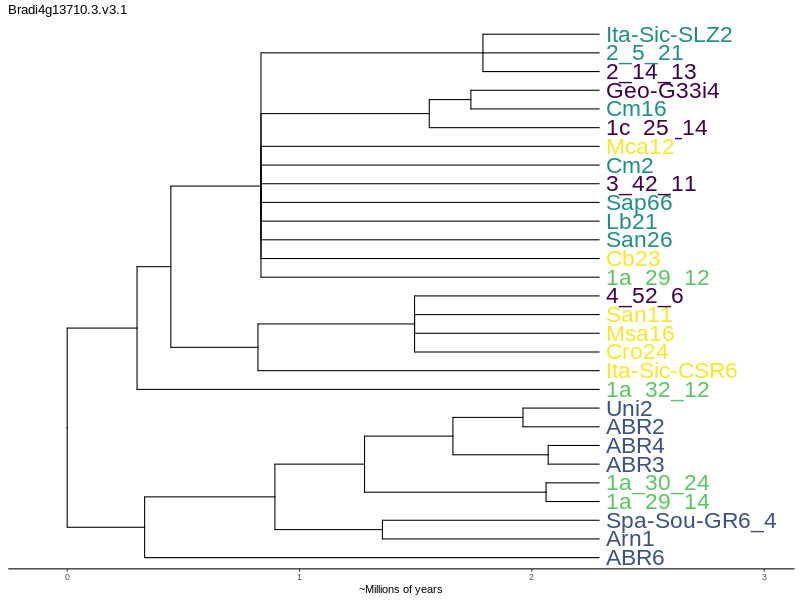 Bradi4g13710.3.v3.1
Ita-Sic-SLZ2
2_5_21
2_14_13
Geo-G33i4
Cm16
1c_25_14
Mca12
Cm2
3_42_11
Sap66
Lb21
San26
Cb23
1a_29_12
4_52_6
San11
Msa16
Cro24
Ita-Sic-CSR6
1a_32_12
Uni2
ABR2
ABR4
ABR3
1a_30_24
1a_29_14
Spa-Sou-GR6_4
Arn1
ABR6
0 1 2 3
~Millions of years